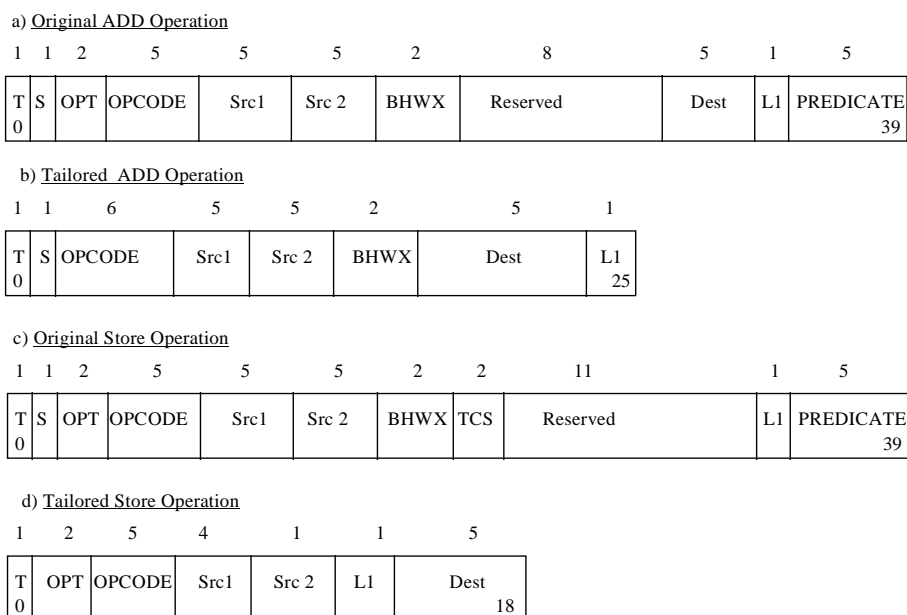 a) Original ADD Operation
1 1 2 5 5 5 2 8 5 1 5
T S OPT OPCODE Src1 Src 2 BHWX Reserved Dest L1 PREDICATE
0 39
b) Tailored ADD Operation
1 1 6 5 5 2 5 1
T S OPCODE Src1 Src 2 BHWX Dest L1
0 25
c) Original Store Operation
1 1 2 5 5 5 2 2 11 1 5
T S OPT OPCODE Src1 Src 2 BHWX TCS Reserved L1 PREDICATE
0 39
d) Tailored Store Operation
1 2 5 4 1 1 5
T OPT OPCODE Src1 Src 2 L1 Dest
0 18